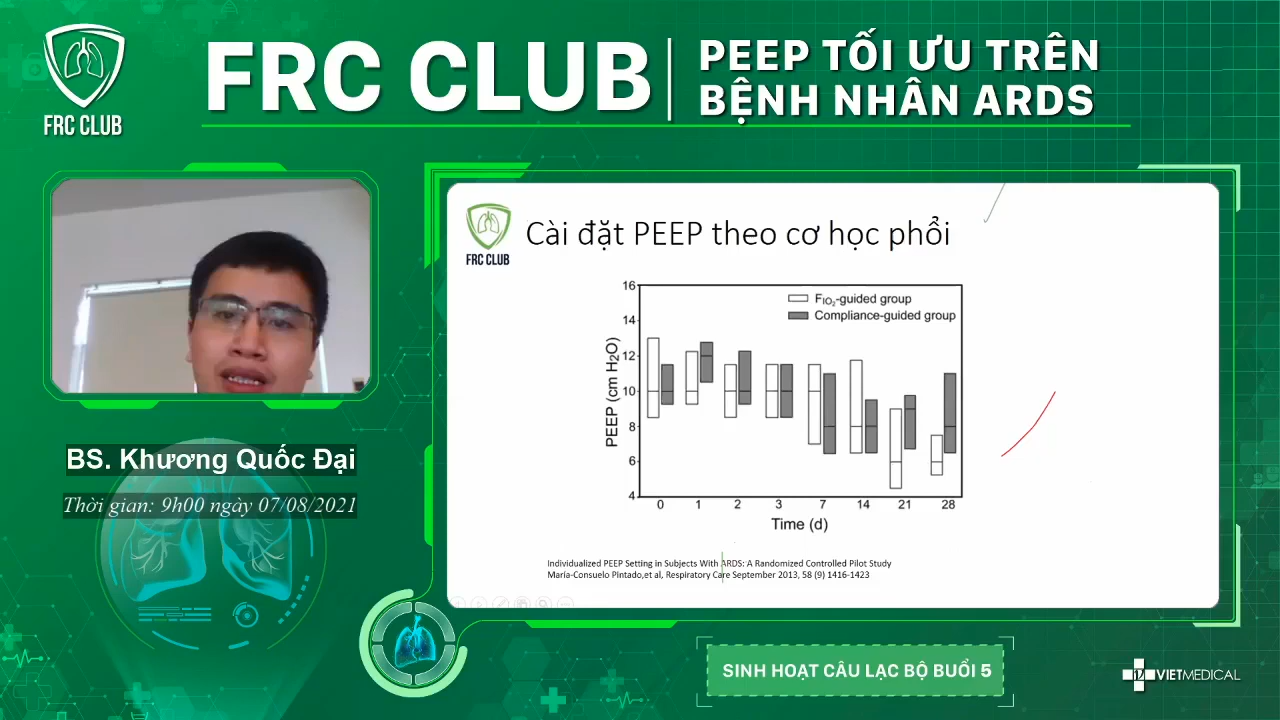 FRC CLUB
FRC CLUB
PEEP TỐI ƯU TRÊN
BỆNH NHÂN ARDS
FRC CLUB
Cài đặt PEEP theo cơ học phổi
16
14
12
10
8
6
4
PEEP (cm H2O)
FIO2-guided group
Compliance-guided group
0 1 2 3 7 14 21 28
Time (d)
Individualized PEEP Setting in Subjects With ARDS: A Randomized Controlled Pilot Study
María-Consuelo Pintado,et al, Respiratory Care September 2013, 58 (9) 1416-1423
BS. Khương Quốc Đại
Thời gian: 9h00 ngày 07/08/2021
SINH HOẠT CÂU LẠC BỘ BUỔI 5
VIETMEDICAL